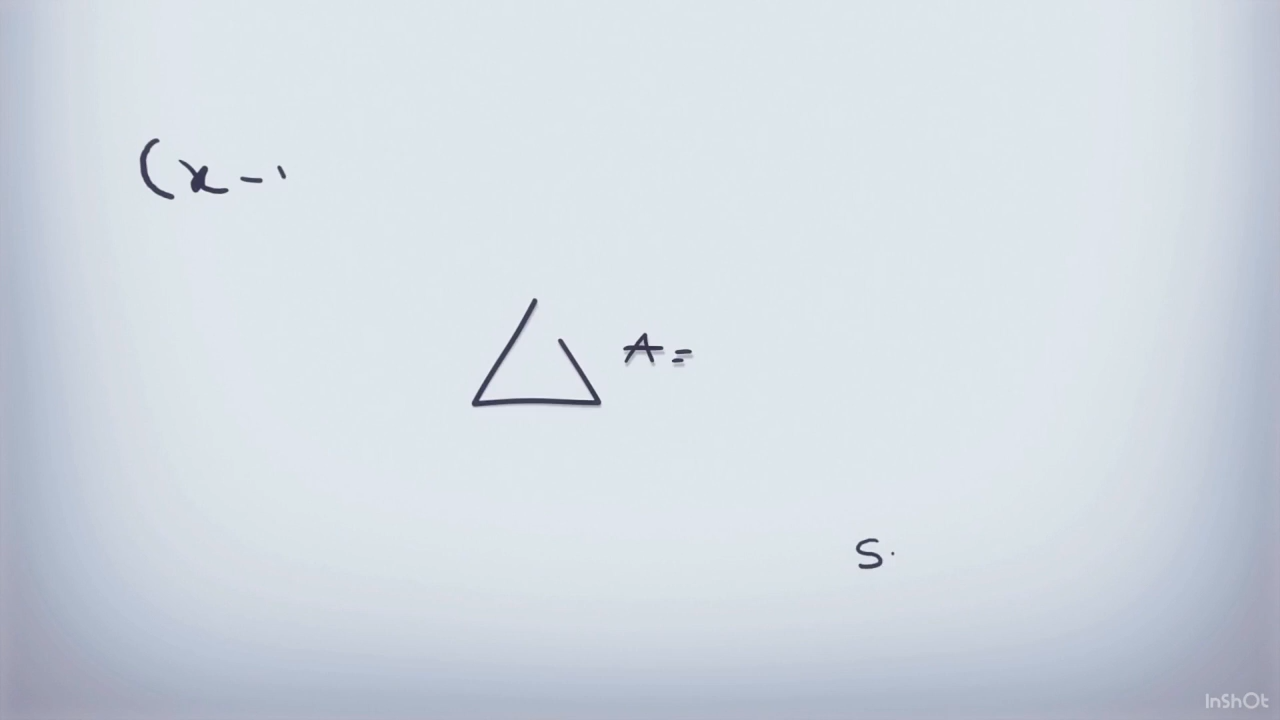 (x -
A =
S
InShOt